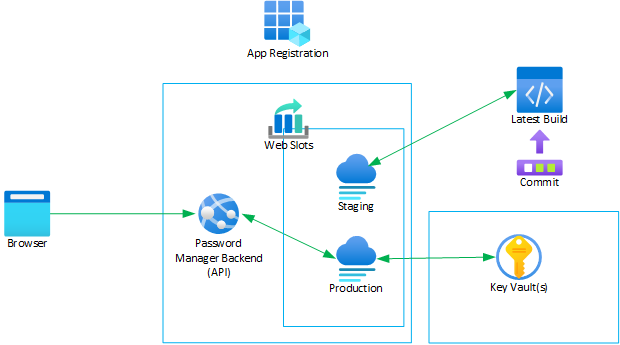 App Registration
Latest Build
Web Slots
Commit
Staging
Browser
Password
Manager Backend
(API)
Production
Key Vault(s)